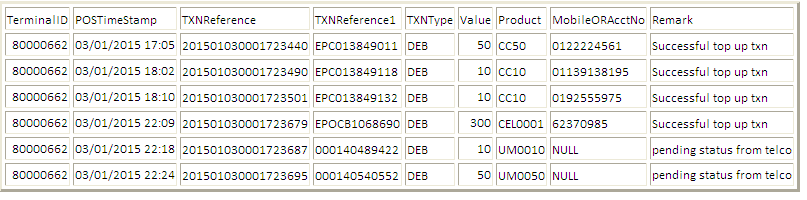 TerminalID POSTimeStamp TXNReference TXNReference1 TXNType Value Product MobileORAcctNo Remark
80000662 03/01/2015 17:05 201501030001723440 EPC013849011 DEB 50 CC50 0122224561 Successful top up txn
80000662 03/01/2015 18:02 201501030001723490 EPC013849118 DEB 10 CC10 01139138195 Successful top up txn
80000662 03/01/2015 18:10 201501030001723501 EPC013849132 DEB 10 CC10 0192555975 Successful top up txn
80000662 03/01/2015 22:09 201501030001723679 EPOCB1068690 DEB 300 CEL0001 62370985 Successful top up txn
80000662 03/01/2015 22:18 201501030001723687 000140489422 DEB 10 UM0010 NULL pending status from telco
80000662 03/01/2015 22:24 201501030001723695 000140540552 DEB 50 UM0050 NULL pending status from telco